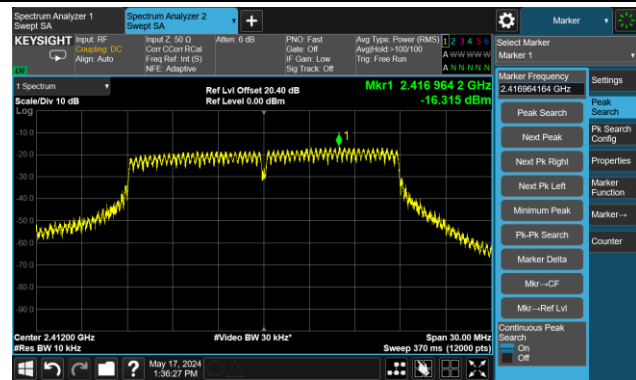 Spectrum Analyzer 1
Swept SA
Spectrum Analyzer 2
Swept SA
Marker
KEYSIGHT
Input: RF
Coupling: DC
Align: Auto
Input Z: 50 Ω
Corr CCorr RCal
Freq Ref: Int (S)
NFE: Adaptive
Atten: 6 dB
PNO: Fast
Gate: Off
IF Gain: Low
Sig Track: Off
Avg Type: Power (RMS)
Avg|Hold:>100/100
Trig: Free Run
1 2 3 4 5 6
A W W W W W
A N N N N N
Select Marker
Marker 1
1 Spectrum
Scale/Div 10 dB
Log
Ref Lvl Offset 20.40 dB
Ref Level 0.00 dBm
Mkr1 2.416 964 2 GHz
-16.315 dBm
1
-10.0
-20.0
-30.0
-40.0
-50.0
-60.0
-70.0
-80.0
-90.0
Center 2.41200 GHz
#Res BW 10 kHz
#Video BW 30 kHz*
Span 30.00 MHz
Sweep 370 ms (12000 pts)
Marker Frequency
2.416964164 GHz
Peak Search
Next Peak
Next Pk Right
Next Pk Left
Minimum Peak
Pk-Pk Search
Marker Delta
Mkr→CF
Mkr→Ref Lvl
Continuous Peak
Search
On
Off
Settings
Peak
Search
Pk Search
Config
Properties
Marker
Function
Marker→
Counter
May 17, 2024
1:36:27 PM